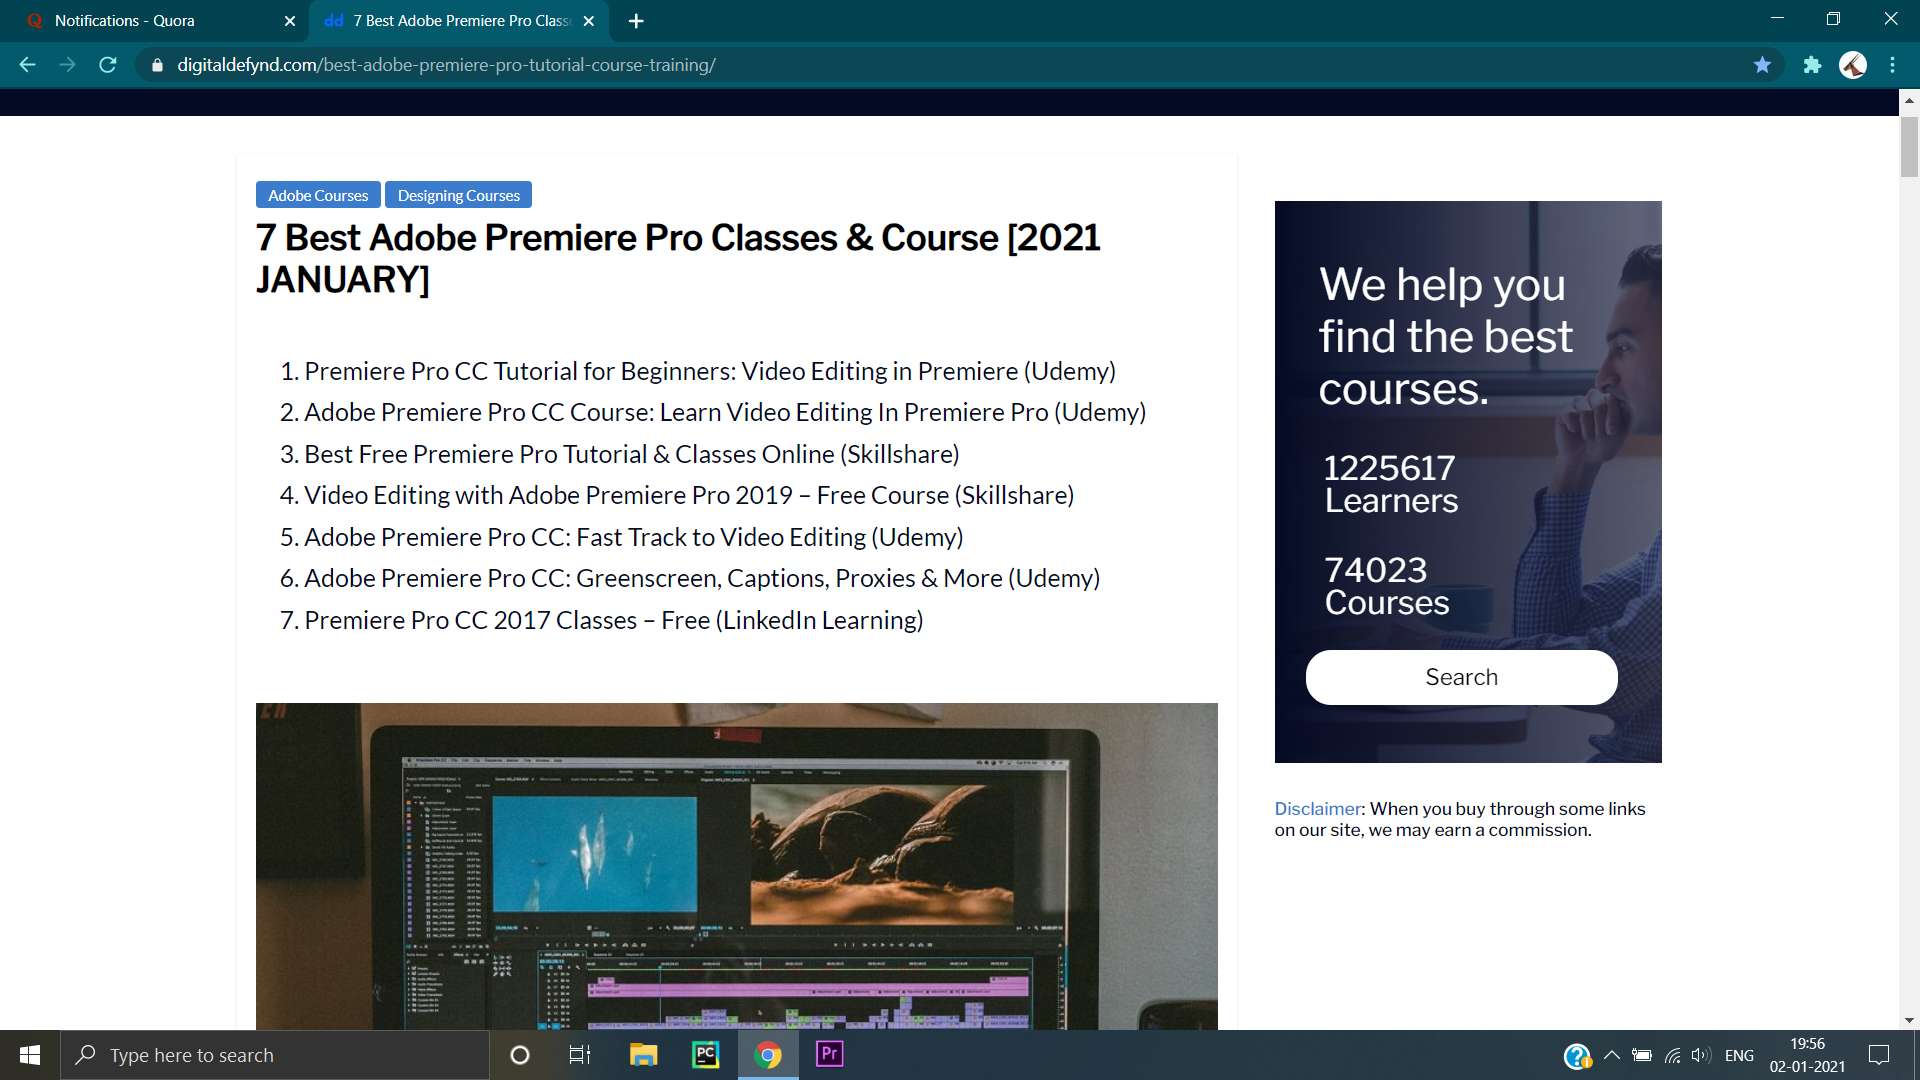 Notifications - Quora
7 Best Adobe Premiere Pro Class
digitaldefynd.com/best-adobe-premiere-pro-tutorial-course-training/
Adobe Courses
Designing Courses
7 Best Adobe Premiere Pro Classes & Course [2021
JANUARY]
1. Premiere Pro CC Tutorial for Beginners: Video Editing in Premiere (Udemy)
2. Adobe Premiere Pro CC Course: Learn Video Editing In Premiere Pro (Udemy)
3. Best Free Premiere Pro Tutorial & Classes Online (Skillshare)
4. Video Editing with Adobe Premiere Pro 2019 – Free Course (Skillshare)
5. Adobe Premiere Pro CC: Fast Track to Video Editing (Udemy)
6. Adobe Premiere Pro CC: Greenscreen, Captions, Proxies & More (Udemy)
7. Premiere Pro CC 2017 Classes – Free (LinkedIn Learning)
We help you
find the best
courses.
1225617
Learners
74023
Courses
Search
Disclaimer: When you buy through some links
on our site, we may earn a commission.
Type here to search
PC
Pr
ENG
19:56
02-01-2021